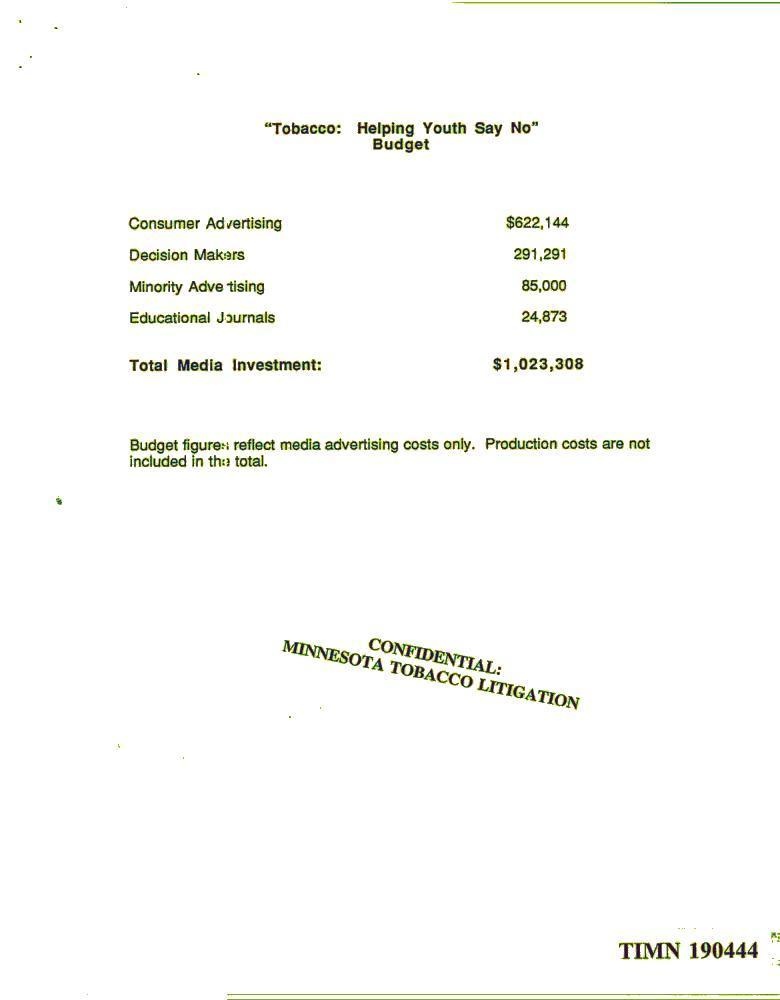 “Tobacco: Helping Youth Say No”
Budget
Consumer Advertising $622,144
Decision Makers 291,291
Minority Advertising 85,000
Educational Journals 24,873
Total Media Investment: $1,023,308
Budget figures reflect media advertising costs only. Production costs are not
included in the total.
CONFIDENTIAL:
MINNESOTA TOBACCO LITIGATION
TIMN 190444